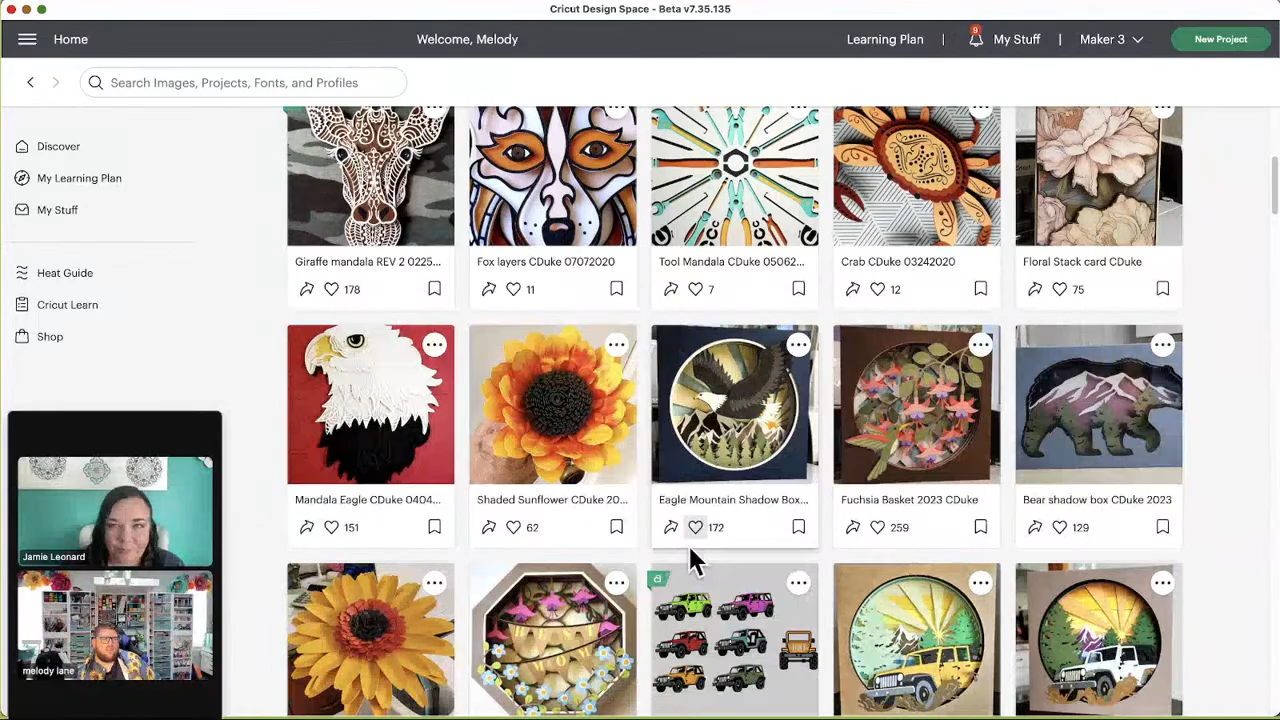 Cricut Design Space - Beta v7.35.135
Home
Welcome, Melody
Learning Plan
9
My Stuff
Maker 3
New Project
Search Images, Projects, Fonts, and Profiles
Discover
My Learning Plan
My Stuff
Heat Guide
Cricut Learn
Shop
Giraffe mandala REV 2 0225...
Fox layers CDuke 07072020
Tool Mandala CDuke 05062...
Crab CDuke 03242020
Floral Stack card CDuke
178
11
7
12
75
Mandala Eagle CDuke 0404...
Shaded Sunflower CDuke 20...
Eagle Mountain Shadow Box...
Fuchsia Basket 2023 CDuke
Bear shadow box CDuke 2023
151
62
172
259
129
Jamie Leonard
melody lane